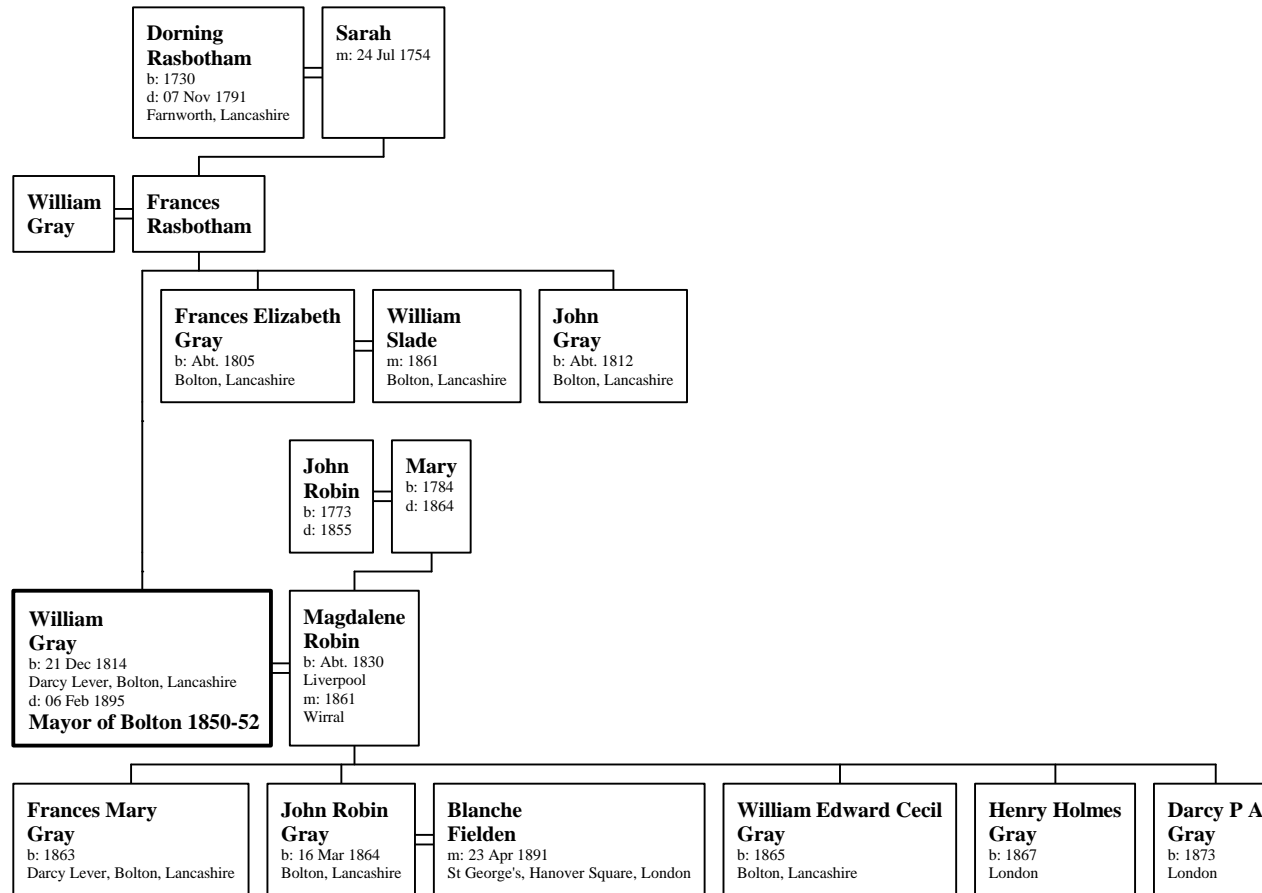 Dorning
Rasbotham
b: 1730
d: 07 Nov 1791
Farnworth, Lancashire
Sarah
m: 24 Jul 1754
William
Gray
Frances
Rasbotham
Frances Elizabeth
Gray
b: Abt. 1805
Bolton, Lancashire
William
Slade
m: 1861
Bolton, Lancashire
John
Gray
b: Abt. 1812
Bolton, Lancashire
John
Robin
b: 1773
d: 1855
Mary
b: 1784
d: 1864
William
Gray
b: 21 Dec 1814
Darcy Lever, Bolton, Lancashire
d: 06 Feb 1895
Mayor of Bolton 1850-52
Magdalene
Robin
b: Abt. 1830
Liverpool
m: 1861
Wirral
Frances Mary
Gray
b: 1863
Darcy Lever, Bolton, Lancashire
John Robin
Gray
b: 16 Mar 1864
Bolton, Lancashire
Blanche
Fielden
m: 23 Apr 1891
St George's, Hanover Square, London
William Edward Cecil
Gray
b: 1865
Bolton, Lancashire
Henry Holmes
Gray
b: 1867
London
Darcy P A
Gray
b: 1873
London